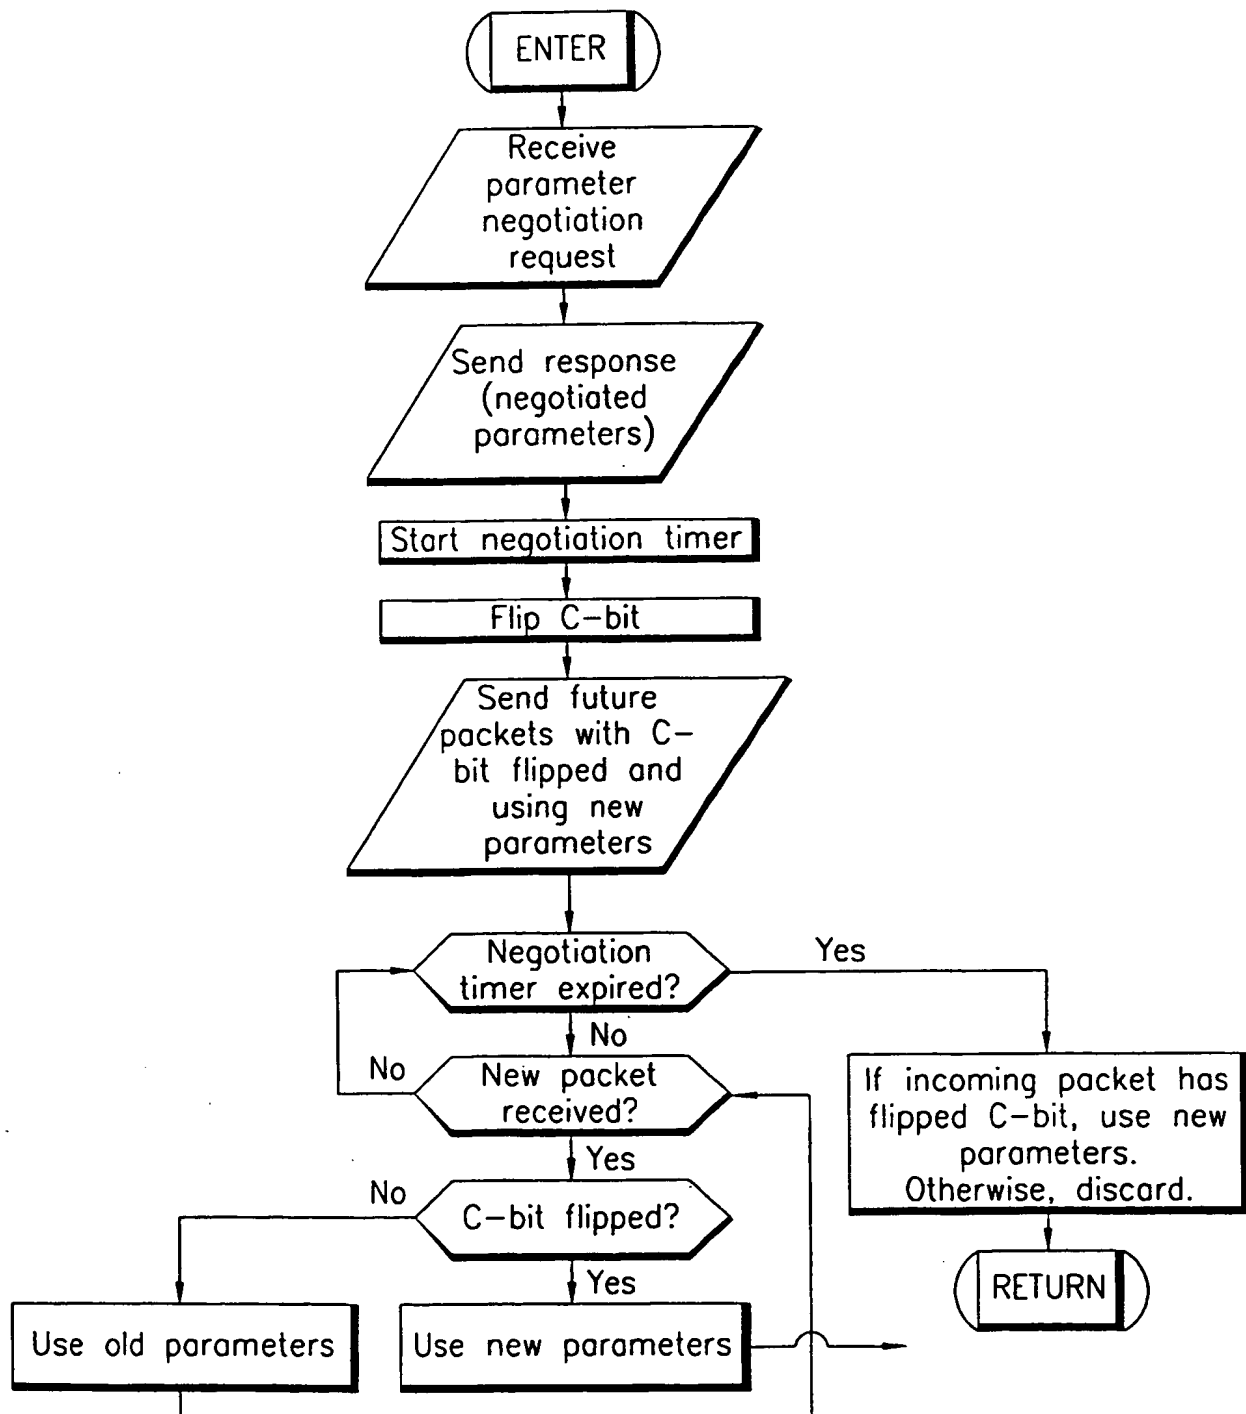 ENTER
Receive
parameter
negotiation
request
Send response
(negotiated
parameters)
Start negotiation timer
Flip C-bit
Send future
packets with C-
bit flipped and
using new
parameters
Negotiation
timer expired?
Yes
No
New packet
received?
No
Yes
If incoming packet has
flipped C-bit, use new
parameters.
Otherwise, discard.
C-bit flipped?
No
Yes
RETURN
Use old parameters
Use new parameters